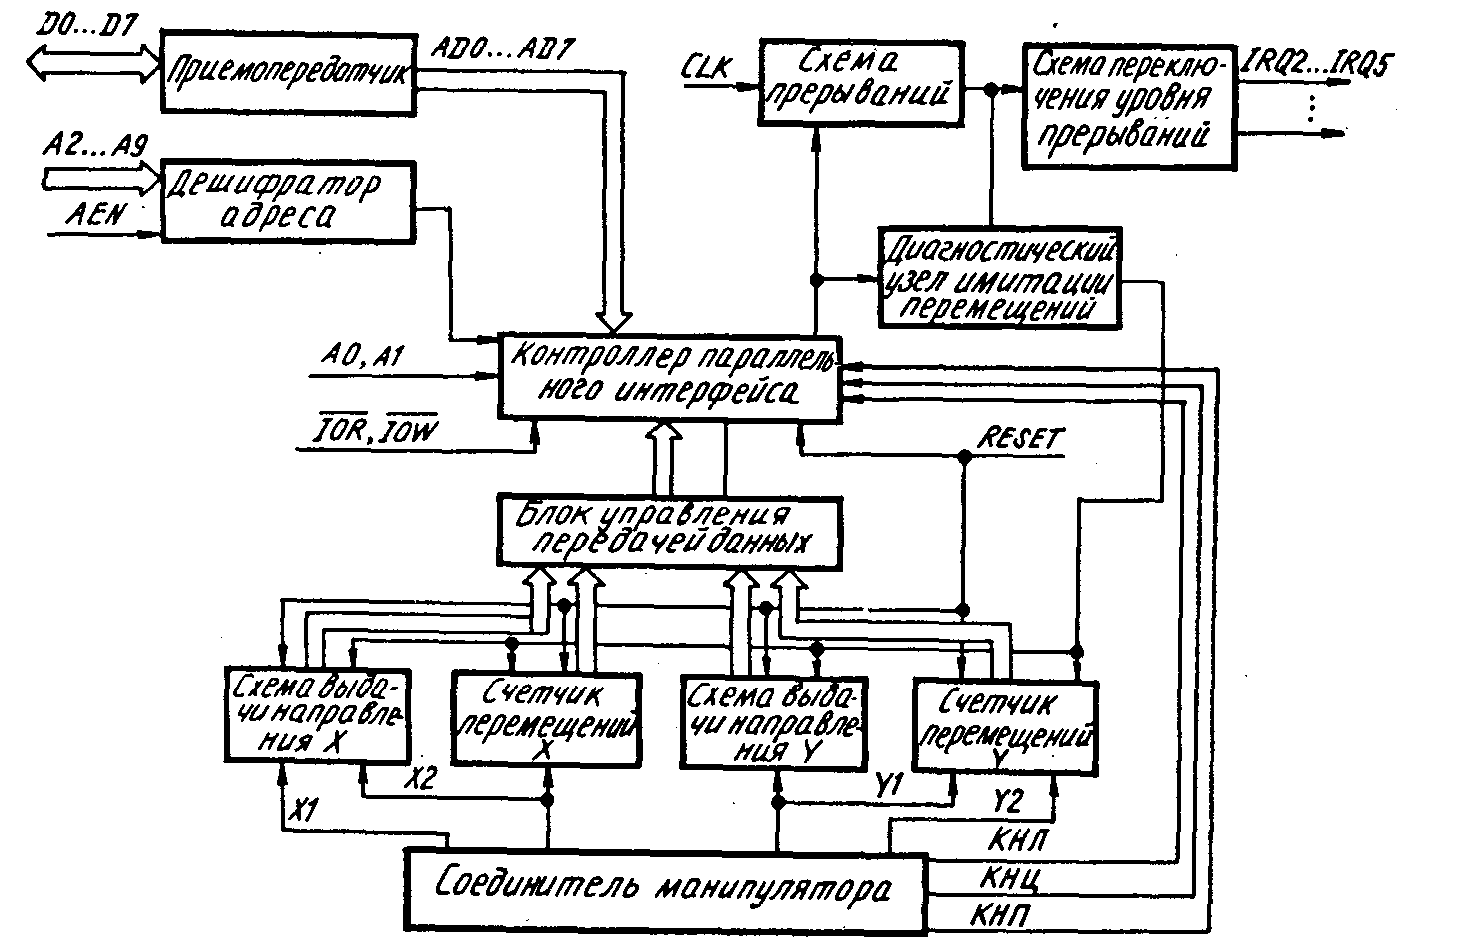 D0...D7
Приемопередатчик
AD0...AD7
A2...A9
AEN
Дешифратор
адреса
CLK
Схема
прерываний
Схема переклю-
чения уровня
прерываний
IRQ2...IRQ5
Диагностический
узел имитации
перемещений
A0, A1
IOR, IOW
Контроллер параллель-
ного интерфейса
RESET
Блок управления
передачей данных
Схема выда-
чи направле-
ния X
Счетчик
перемещений
X
Схема выда-
чи направле-
ния Y
Счетчик
перемещений
Y
X1
X2
Y1
Y2
КНП
КНЦ
КНП
Соединитель манипулятора